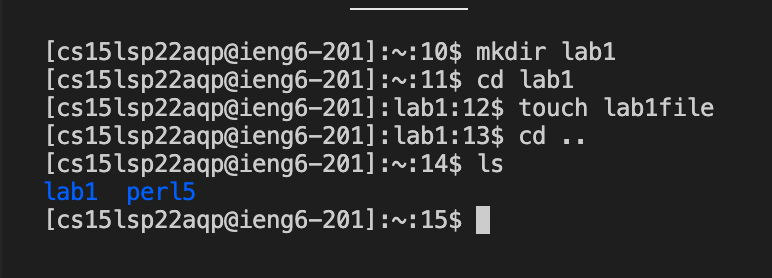 [cs15lsp22aqp@ieng6-201]:~:10$ mkdir lab1
[cs15lsp22aqp@ieng6-201]:~:11$ cd lab1
[cs15lsp22aqp@ieng6-201]:lab1:12$ touch lab1file
[cs15lsp22aqp@ieng6-201]:lab1:13$ cd ..
[cs15lsp22aqp@ieng6-201]:~:14$ ls
lab1  perl5
[cs15lsp22aqp@ieng6-201]:~:15$